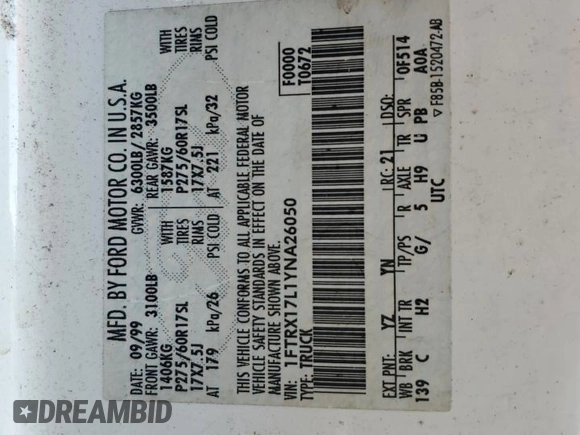 MFD. BY FORD MOTOR CO. IN U.S.A.
DATE: 09/99 GVWR: 6300LB/ 2857KG
FRONT GAWR: 3100LB REAR GAWR: 3500LB
1406KG WITH 1587KG WITH
P275/60R17SL TIRES P275/60R17SL TIRES
17X7.5J RIMS 17X7.5J RIMS
AT 179 kPa/26 PSI COLD AT 221 kPa/32 PSI COLD
THIS VEHICLE CONFORMS TO ALL APPLICABLE FEDERAL MOTOR
VEHICLE SAFETY STANDARDS IN EFFECT ON THE DATE OF
MANUFACTURE SHOWN ABOVE.
VIN: 1FTRX17L1YNA26050 F0000
TYPE: TRUCK T0672
EXT PNT: YZ YN RC: 21 DSO:
WB BRK INT TR TP/PS R AXLE TR SPR 0F514
139 C H2 G/ 5 H9 U PB A0A
UTC ▽ F85B-1520472-AB
DREAMBID